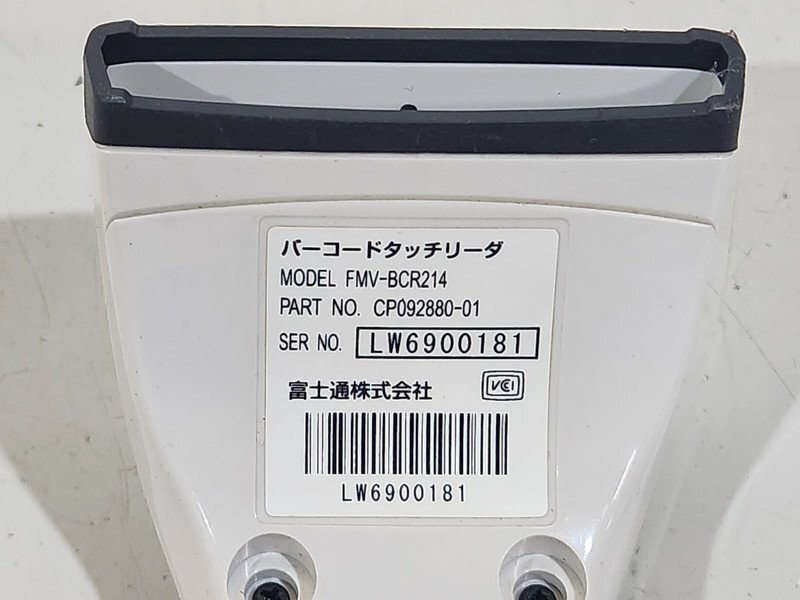 バーコードタッチリーダ
MODEL FMV-BCR214
PART NO. CP092880-01
SER NO. LW6900181
富士通株式会社 VCI
LW6900181